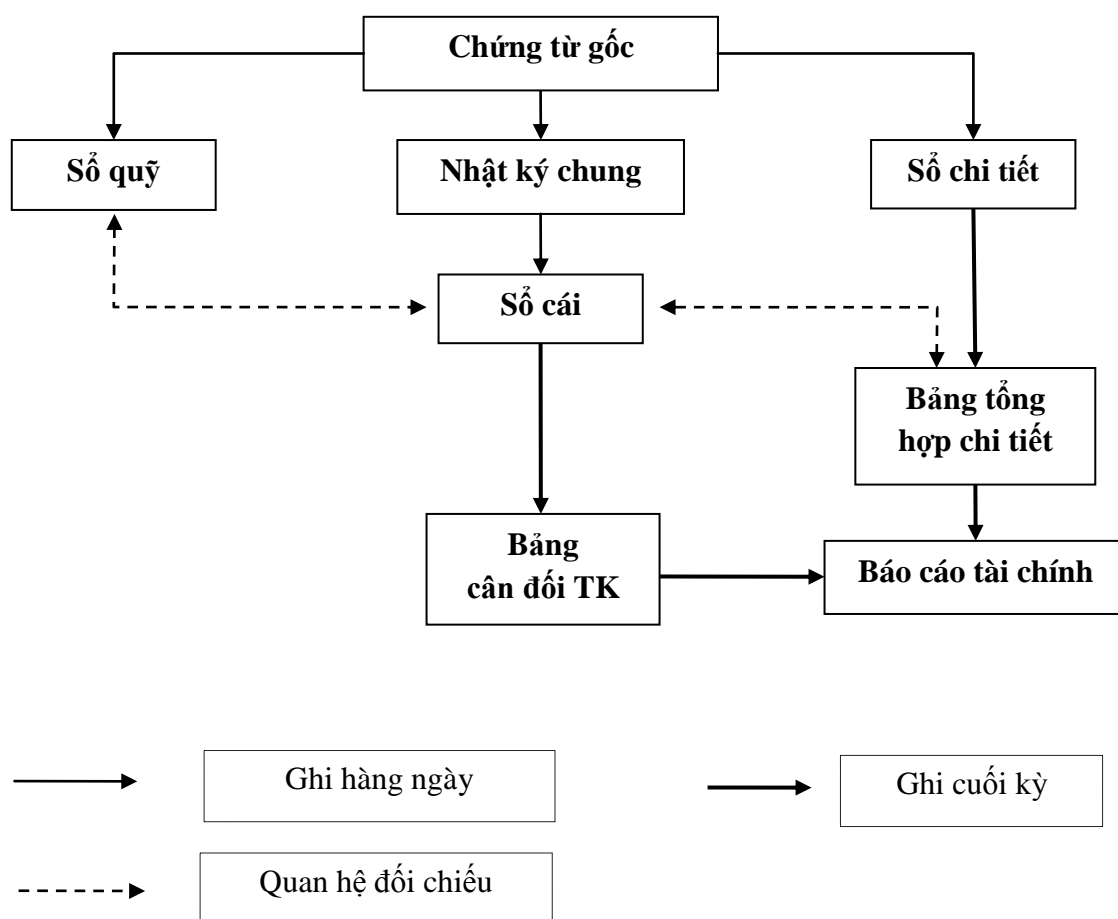 Chứng từ gốc
Sổ quỹ
Nhật ký chung
Sổ chi tiết
Sổ cái
Bảng tổng
hợp chi tiết
Bảng
cân đối TK
Báo cáo tài chính
Ghi hàng ngày
Ghi cuối kỳ
Quan hệ đối chiếu